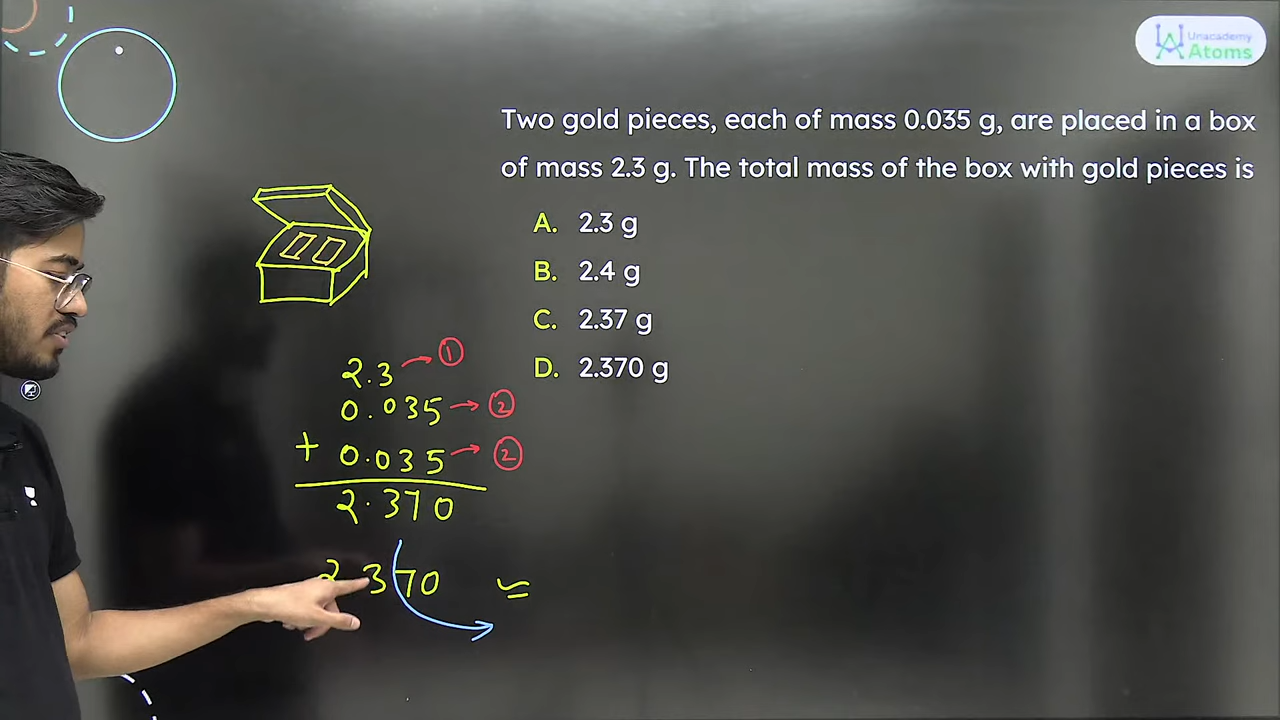 Unacademy
Atoms
Two gold pieces, each of mass 0.035 g, are placed in a box
of mass 2.3 g. The total mass of the box with gold pieces is
A. 2.3 g
B. 2.4 g
C. 2.37 g
D. 2.370 g
2.3 → 1
0.035 → 2
+ 0.035 → 2
2.370
2 370 ≃